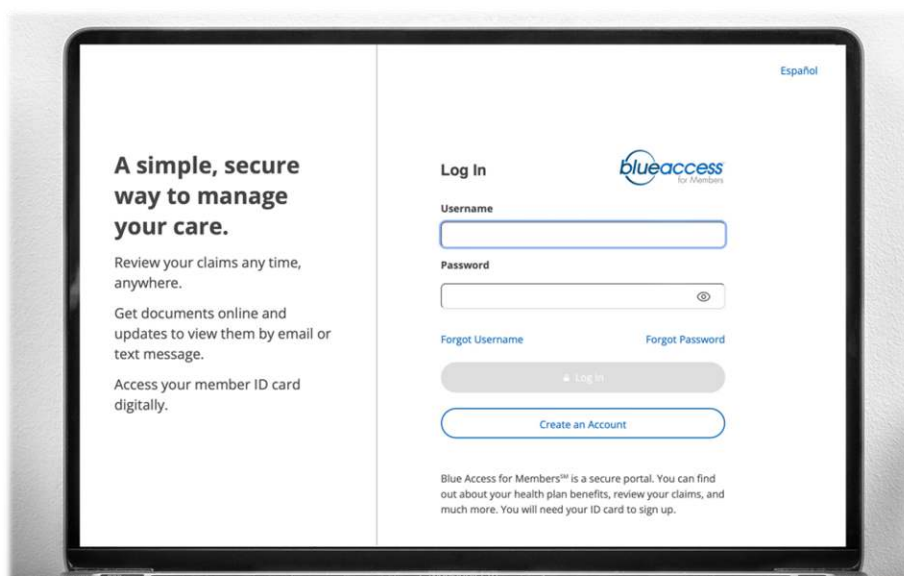 Español
A simple, secure
way to manage
your care.
Review your claims any time,
anywhere.
Get documents online and
updates to view them by email or
text message.
Access your member ID card
digitally.
Log In
blueaccess
for Members
Username
Password
Forgot Username
Forgot Password
Log In
Create an Account
Blue Access for Members℠ is a secure portal. You can find
out about your health plan benefits, review your claims, and
much more. You will need your ID card to sign up.